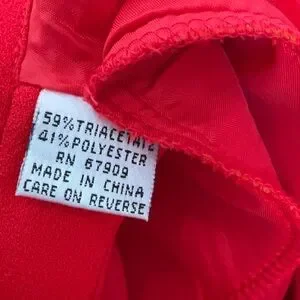 59% TRIACETATE
41% POLYESTER
RN 67909
MADE IN CHINA
CARE ON REVERSE